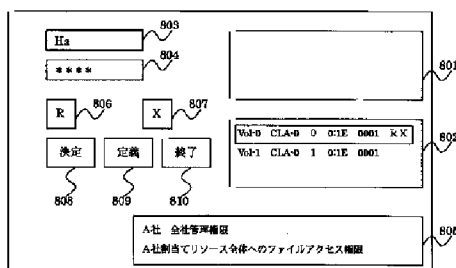 803
Ha
804
****
801
806
807
R
X
802
Vol-0 CLA-0 0 0:1E 0001 RX
Vol-1 CLA-0 1 0:1E 0001
決定
定義
終了
808
809
810
805
A社 全社管理権限
A社割当てリソース全体へのファイルアクセス権限